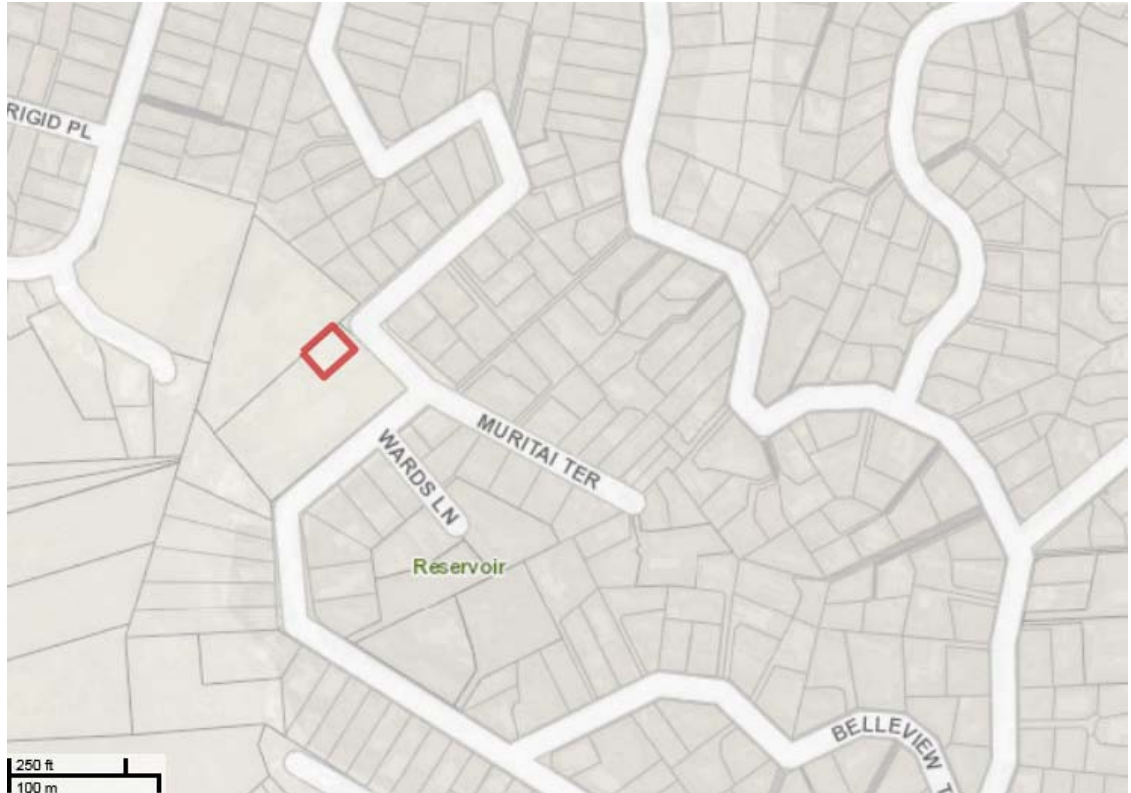 RIGID PL
MURITAI TER
WARDS LN
Reservoir
BELLEVIEW T
250 ft
100 m